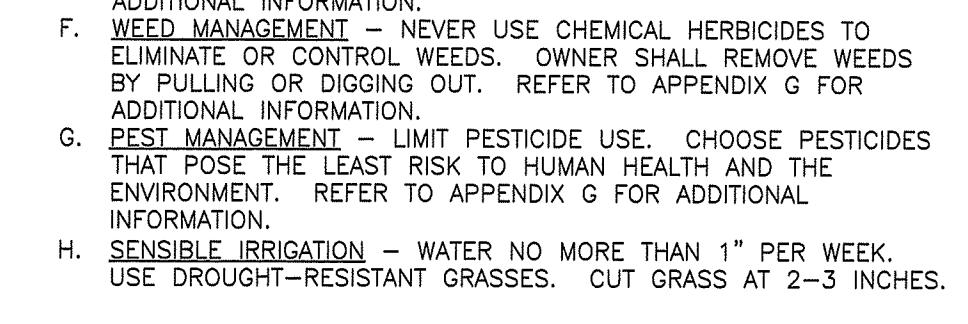 ADDITIONAL INFORMATION.
F. WEED MANAGEMENT – NEVER USE CHEMICAL HERBICIDES TO
ELIMINATE OR CONTROL WEEDS. OWNER SHALL REMOVE WEEDS
BY PULLING OR DIGGING OUT. REFER TO APPENDIX G FOR
ADDITIONAL INFORMATION.
G. PEST MANAGEMENT – LIMIT PESTICIDE USE. CHOOSE PESTICIDES
THAT POSE THE LEAST RISK TO HUMAN HEALTH AND THE
ENVIRONMENT. REFER TO APPENDIX G FOR ADDITIONAL
INFORMATION.
H. SENSIBLE IRRIGATION – WATER NO MORE THAN 1" PER WEEK.
USE DROUGHT–RESISTANT GRASSES. CUT GRASS AT 2–3 INCHES.